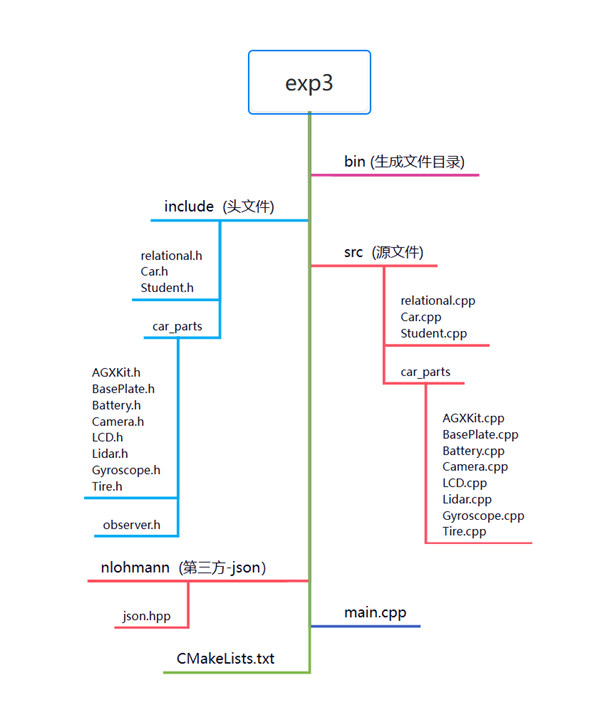 exp3
bin (生成文件目录)
include (头文件)
relational.h
Car.h
Student.h
car_parts
AGXKit.h
BasePlate.h
Battery.h
Camera.h
LCD.h
Lidar.h
Gyroscope.h
Tire.h
observer.h
src (源文件)
relational.cpp
Car.cpp
Student.cpp
car_parts
AGXKit.cpp
BasePlate.cpp
Battery.cpp
Camera.cpp
LCD.cpp
Lidar.cpp
Gyroscope.cpp
Tire.cpp
nlohmann (第三方-json）
json.hpp
main.cpp
CMakeLists.txt